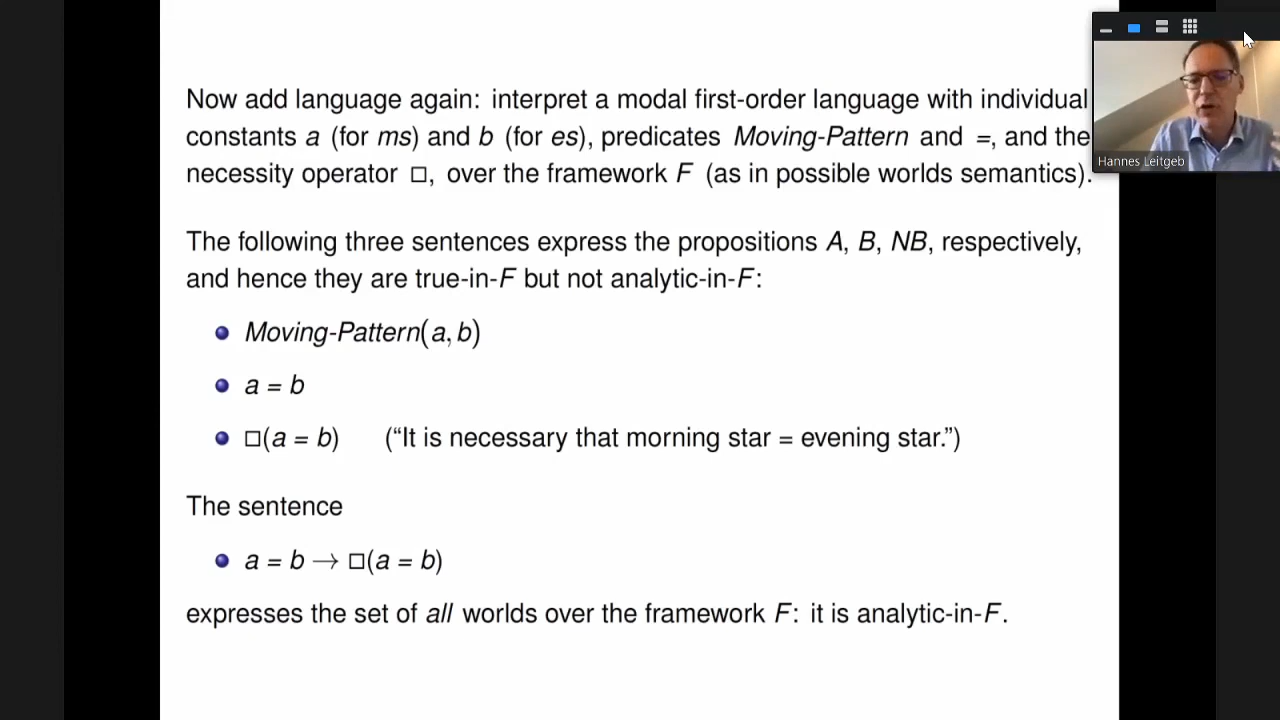 Now add language again: interpret a modal first-order language with individual
constants a (for ms) and b (for es), predicates Moving-Pattern and =, and the
necessity operator □, over the framework F (as in possible worlds semantics).
Hannes Leitgeb
The following three sentences express the propositions A, B, NB, respectively,
and hence they are true-in-F but not analytic-in-F:
Moving-Pattern(a, b)
a = b
□(a = b) (“It is necessary that morning star = evening star.”)
The sentence
a = b → □(a = b)
expresses the set of all worlds over the framework F: it is analytic-in-F.